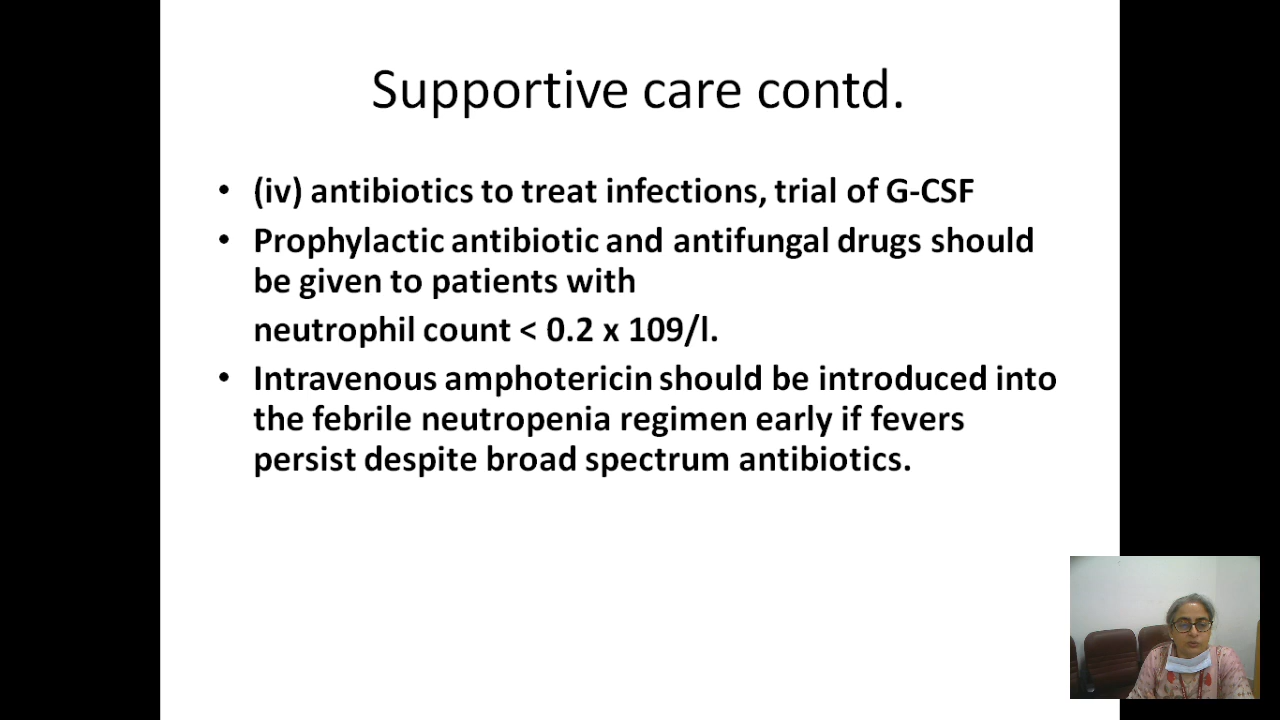 Supportive care contd.
• (iv) antibiotics to treat infections, trial of G-CSF
• Prophylactic antibiotic and antifungal drugs should
be given to patients with
neutrophil count < 0.2 x 109/l.
• Intravenous amphotericin should be introduced into
the febrile neutropenia regimen early if fevers
persist despite broad spectrum antibiotics.